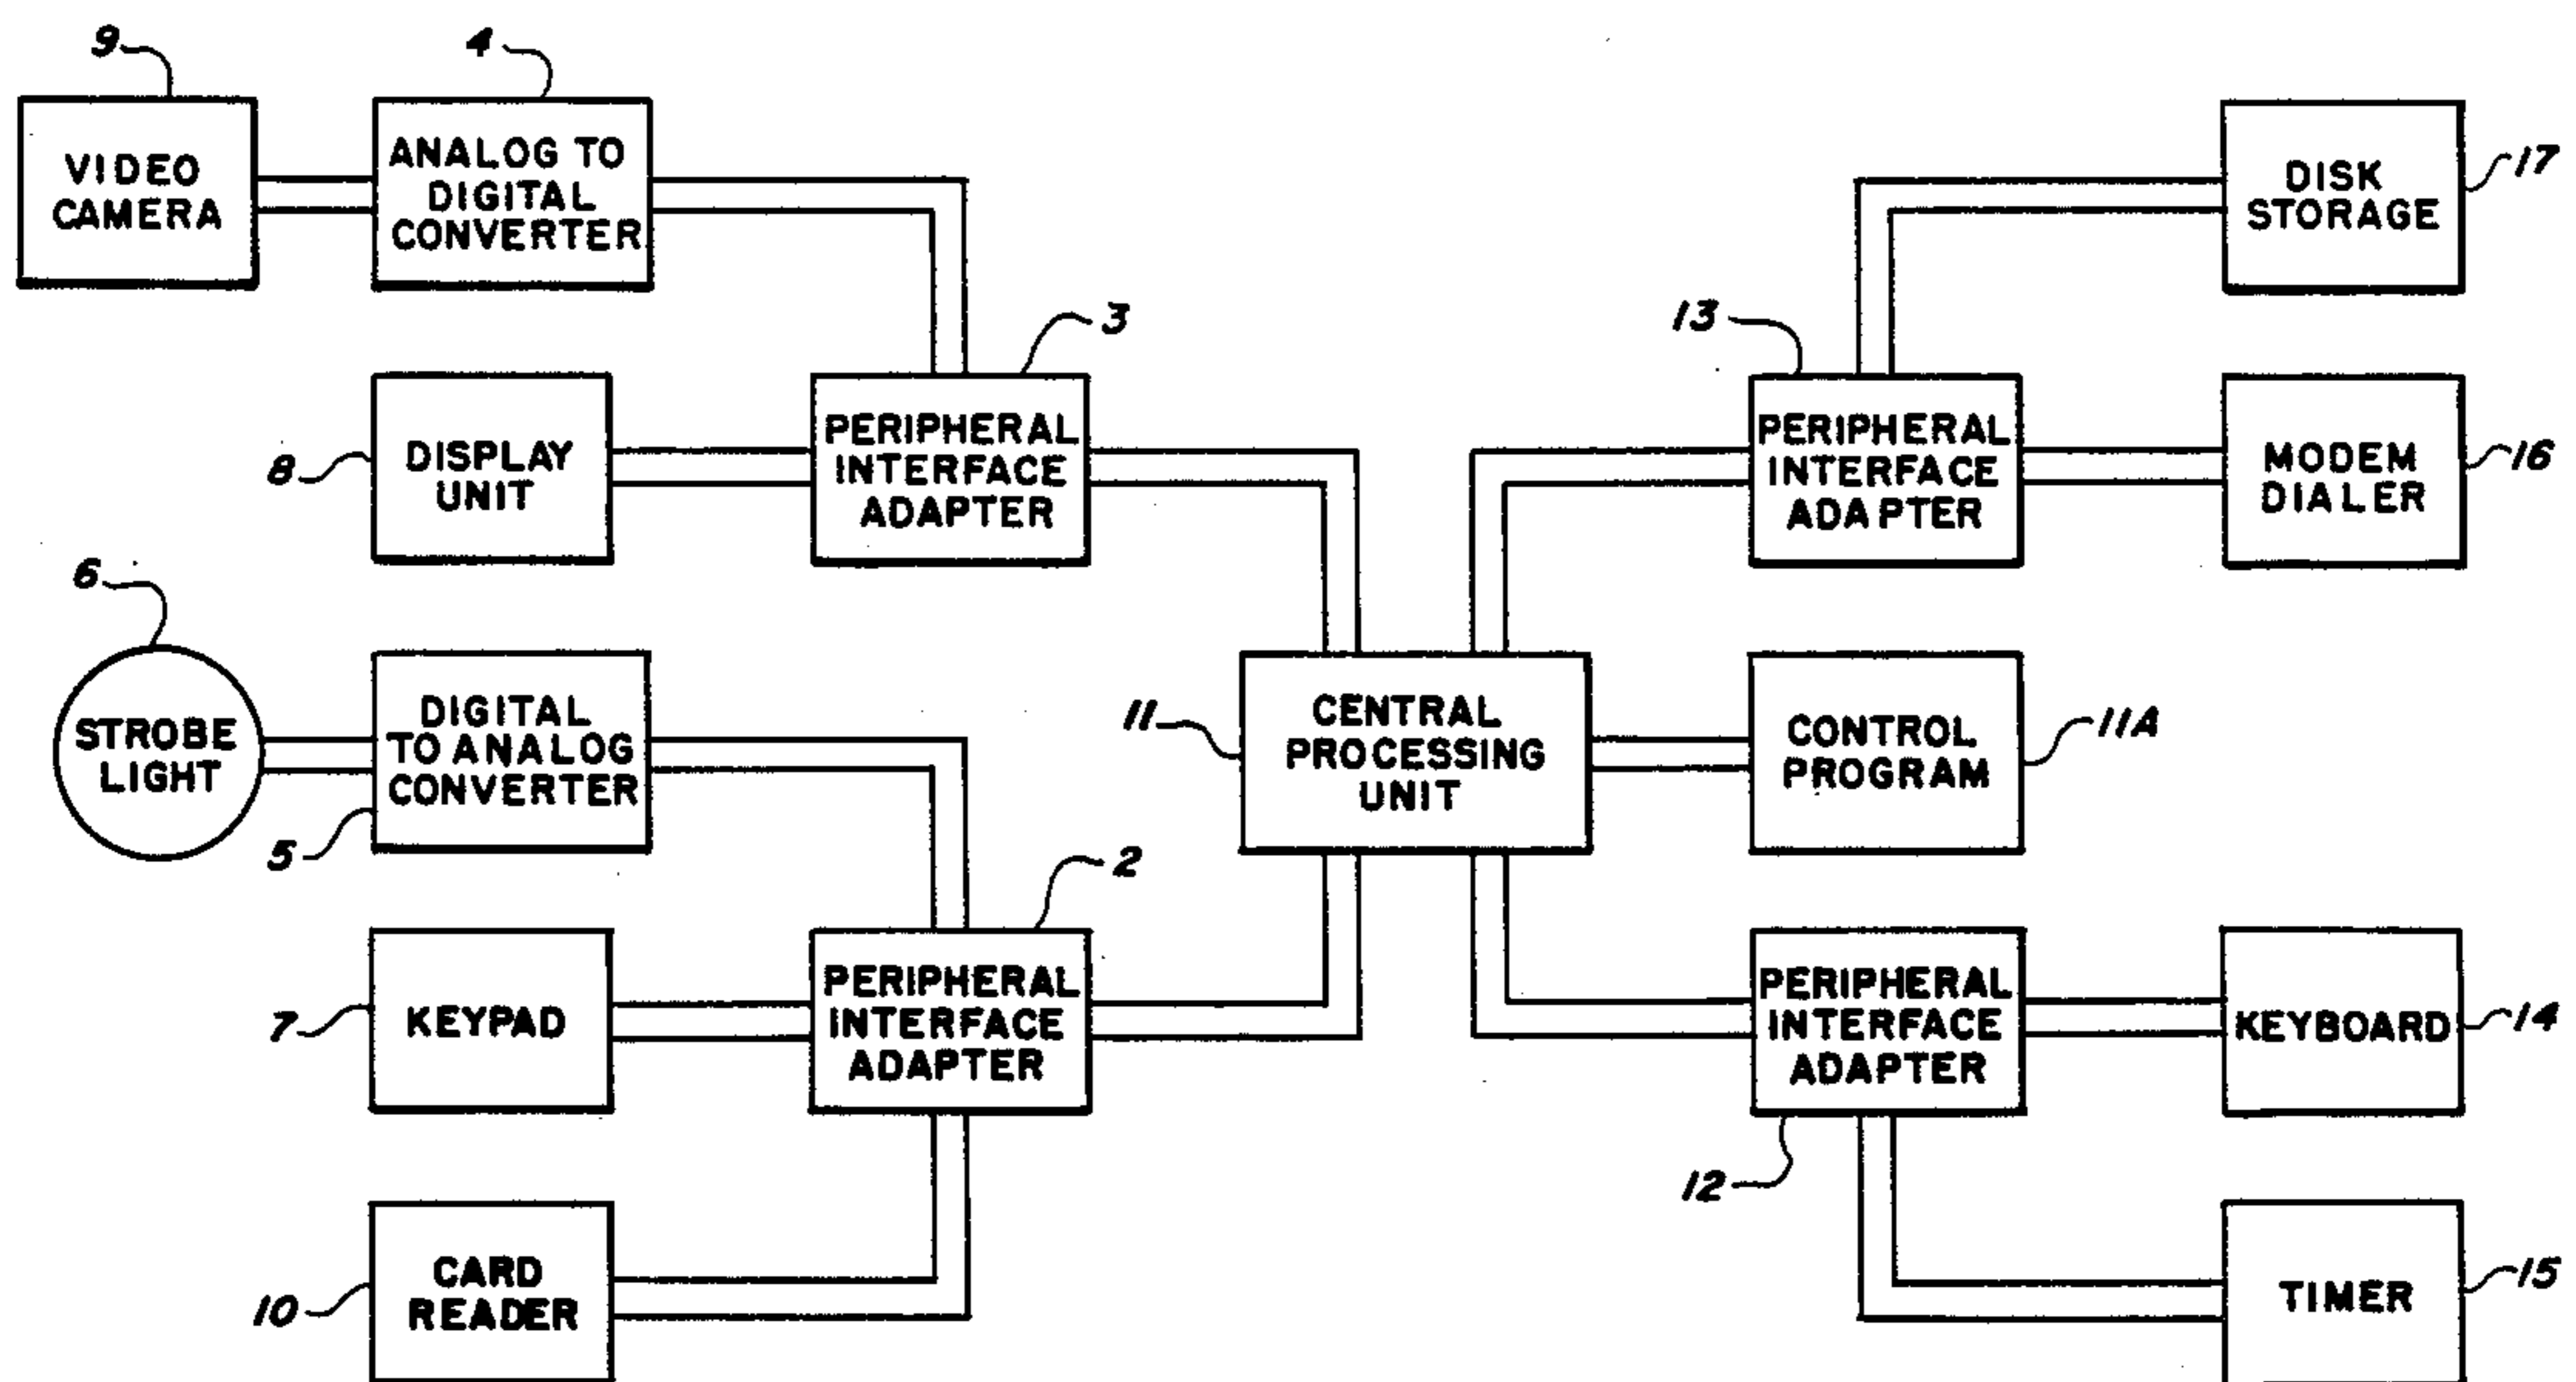 9
4
VIDEO
CAMERA
ANALOG TO
DIGITAL
CONVERTER
DISK
STORAGE
17
3
13
8
DISPLAY
UNIT
PERIPHERAL
INTERFACE
ADAPTER
PERIPHERAL
INTERFACE
ADAPTER
MODEM
DIALER
16
6
STROBE
LIGHT
DIGITAL
TO ANALOG
CONVERTER
5
11
CENTRAL
PROCESSING
UNIT
CONTROL
PROGRAM
11A
2
7
KEYPAD
PERIPHERAL
INTERFACE
ADAPTER
PERIPHERAL
INTERFACE
ADAPTER
KEYBOARD
14
12
10
CARD
READER
TIMER
15